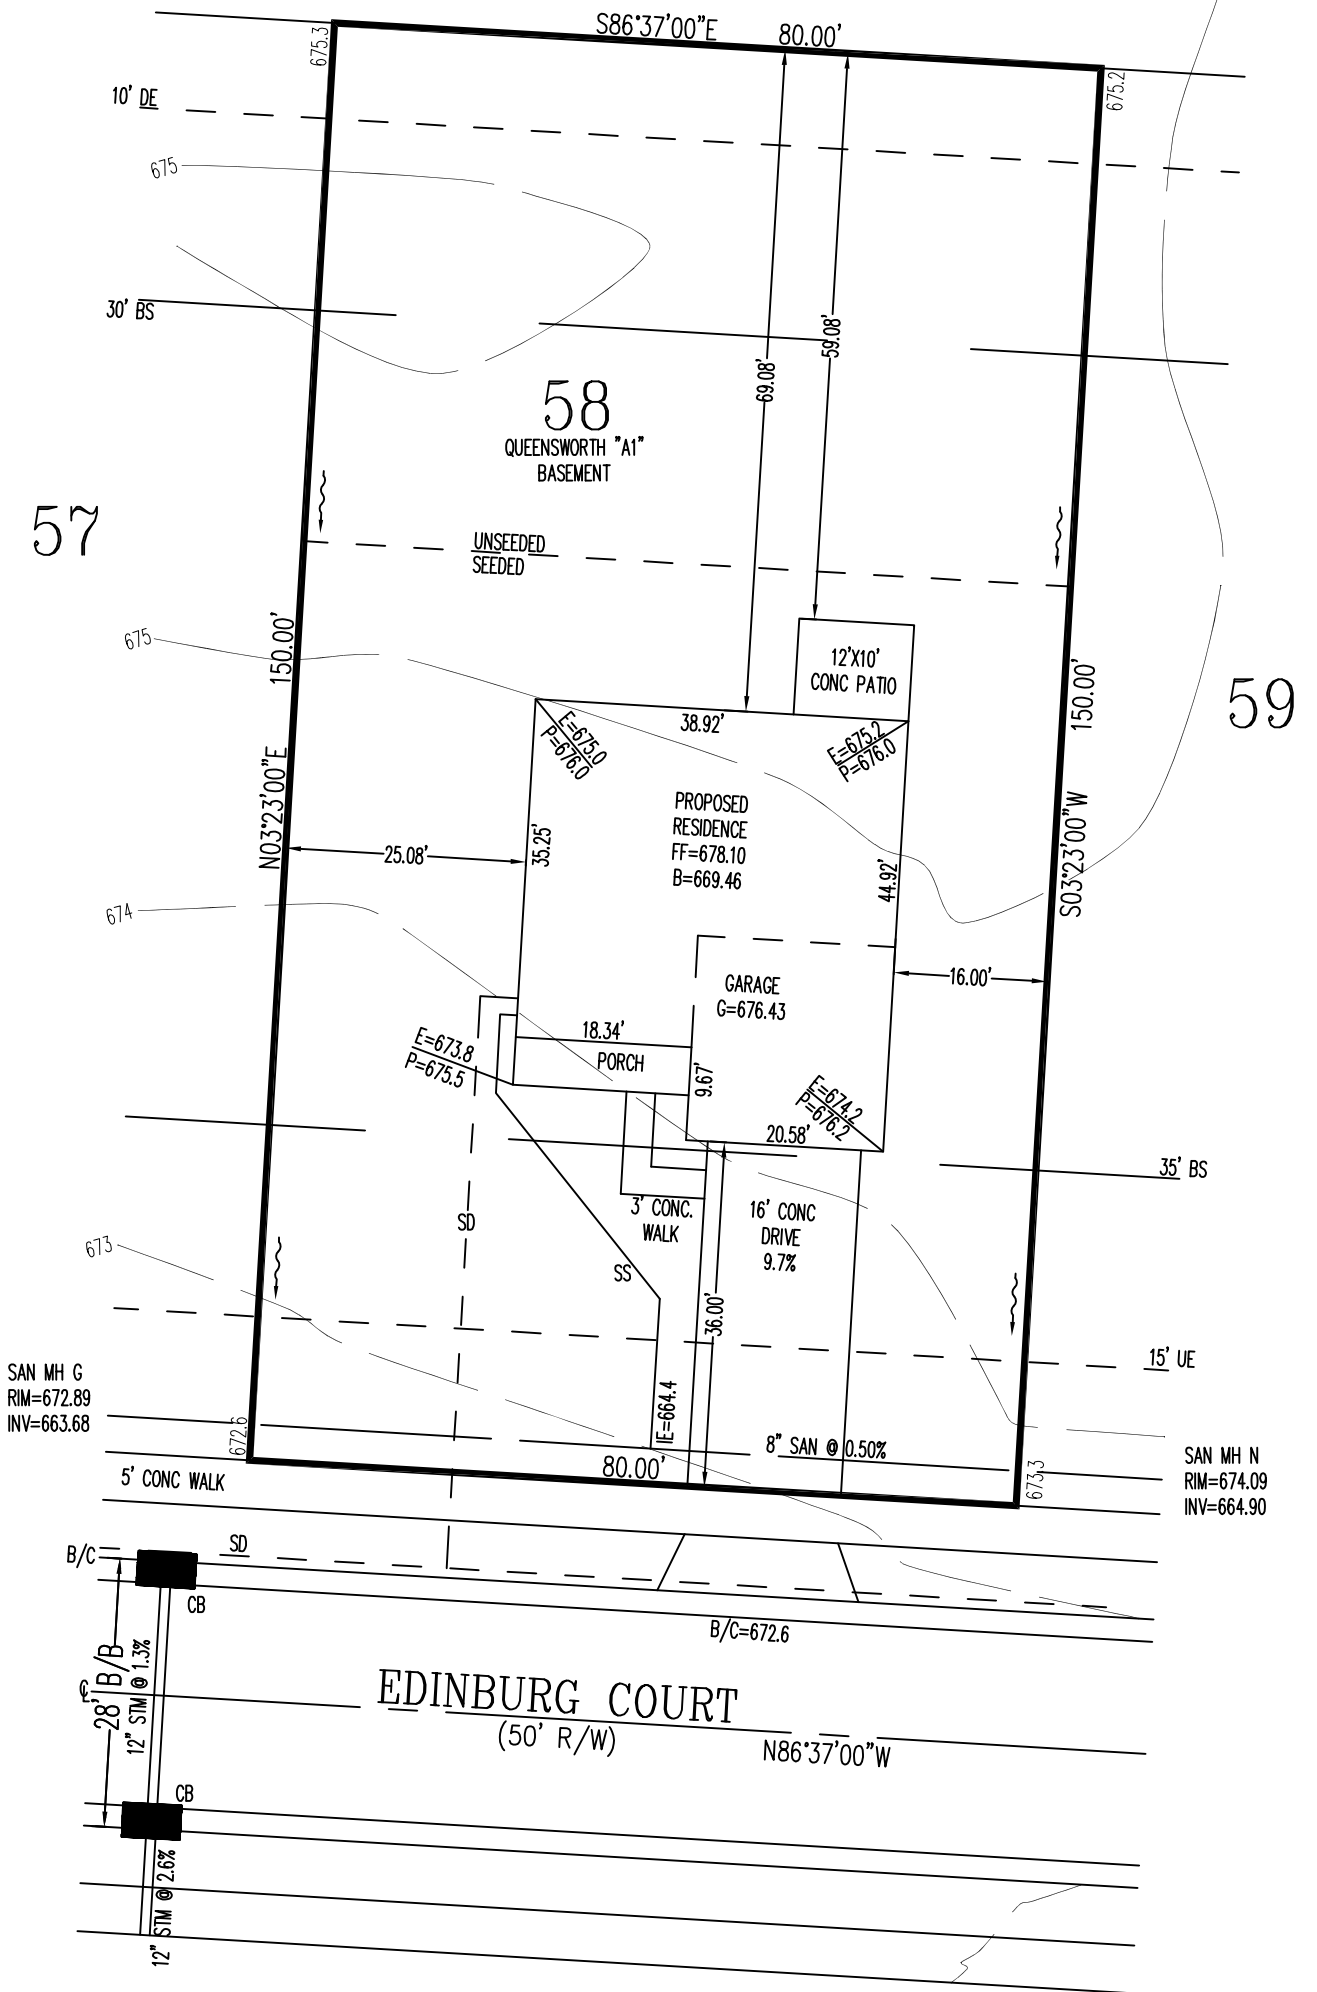 S86°37'00"E 80.00'
675.3
675.2
10' DE
675
30' BS
59.08'
69.08'
58
QUEENSWORTH "A1"
BASEMENT
57
UNSEEDED
SEEDED
150.00'
N03°23'00"E
675
12'X10'
CONC PATIO
150.00'
S03°23'00"W
59
38.92'
E=675.0
P=676.0
E=675.2
P=676.0
PROPOSED
RESIDENCE
FF=678.10
B=669.46
35.25'
25.08'
44.92'
674
16.00'
GARAGE
G=676.43
18.34'
PORCH
E=673.8
P=675.5
9.67'
E=674.2
P=676.2
20.58'
35' BS
3' CONC.
WALK
16' CONC
DRIVE
9.7%
SD
673
SS
36.00'
15' UE
SAN MH G
RIM=672.89
INV=663.68
672.6
IE=664.4
8" SAN @ 0.50%
80.00'
673.3
SAN MH N
RIM=674.09
INV=664.90
5' CONC WALK
B/C
SD
CB
B/C=672.6
28' B/B
12" STM @ 1.3%
℄
EDINBURG COURT
(50' R/W)
N86°37'00"W
CB
12" STM @ 2.6%